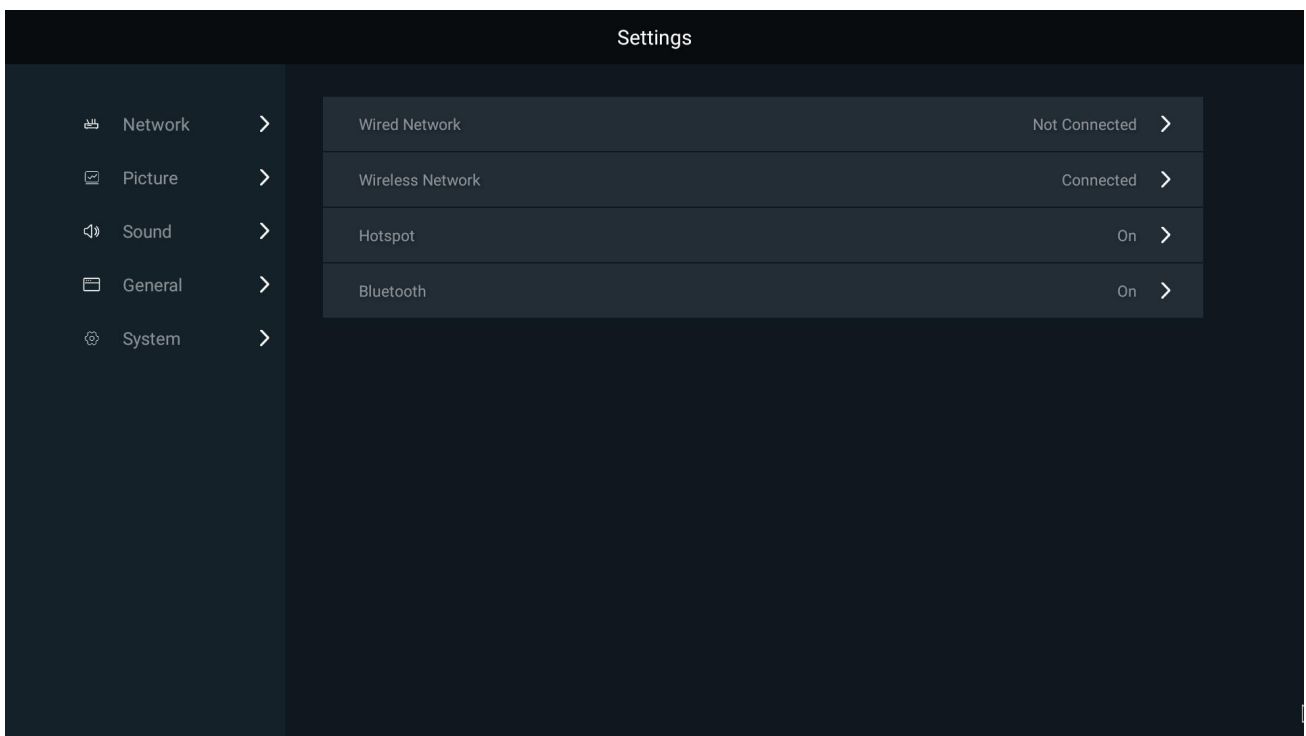 Settings
Network
Picture
Sound
General
System
Wired Network Not Connected
Wireless Network Connected
Hotspot On
Bluetooth On